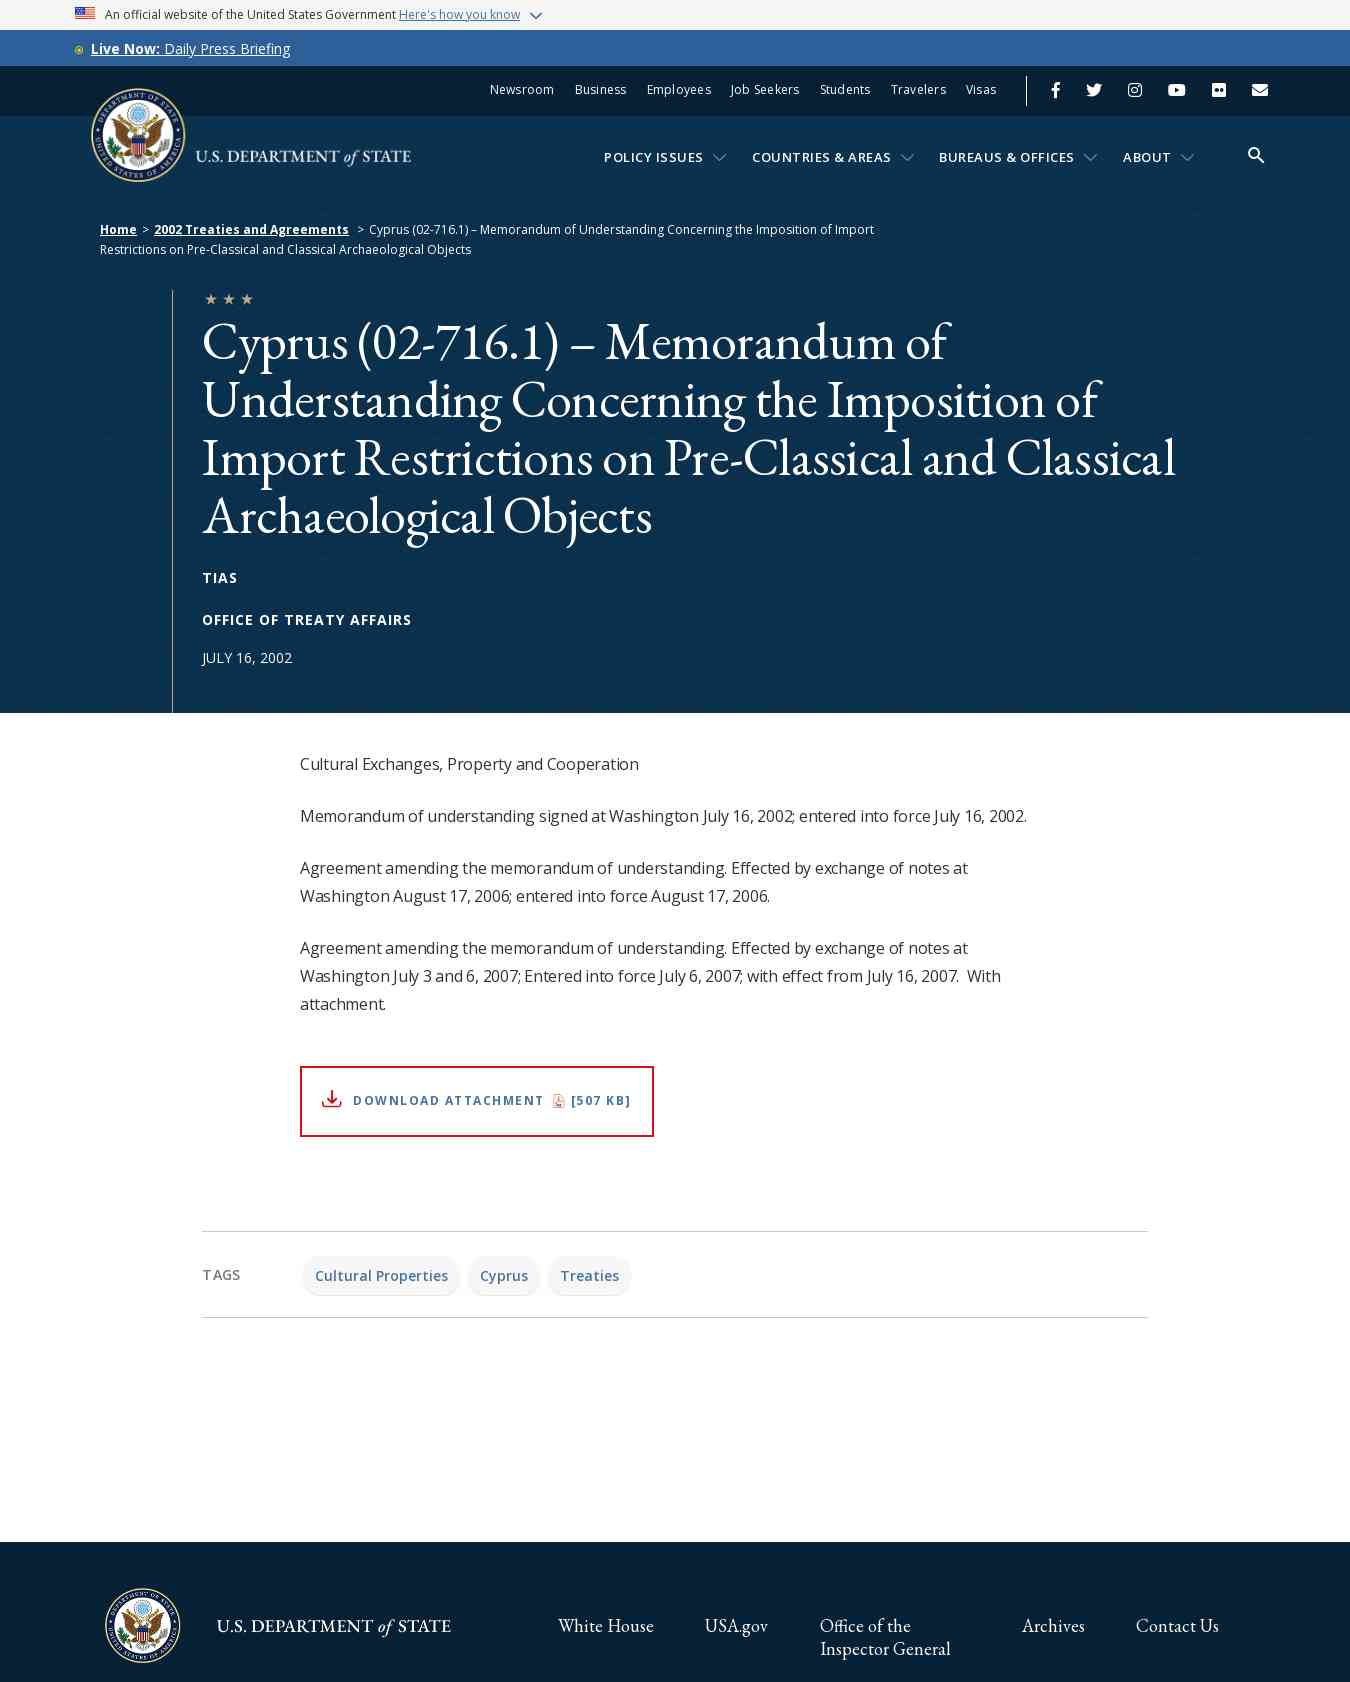 An official website of the United States Government Here's how you know
Live Now: Daily Press Briefing
Newsroom Business Employees Job Seekers Students Travelers Visas
U.S. DEPARTMENT of STATE
POLICY ISSUES COUNTRIES & AREAS BUREAUS & OFFICES ABOUT
Home > 2002 Treaties and Agreements > Cyprus (02-716.1) – Memorandum of Understanding Concerning the Imposition of Import
Restrictions on Pre-Classical and Classical Archaeological Objects
Cyprus (02-716.1) – Memorandum of
Understanding Concerning the Imposition of
Import Restrictions on Pre-Classical and Classical
Archaeological Objects
TIAS
OFFICE OF TREATY AFFAIRS
JULY 16, 2002
Cultural Exchanges, Property and Cooperation
Memorandum of understanding signed at Washington July 16, 2002; entered into force July 16, 2002.
Agreement amending the memorandum of understanding. Effected by exchange of notes at
Washington August 17, 2006; entered into force August 17, 2006.
Agreement amending the memorandum of understanding. Effected by exchange of notes at
Washington July 3 and 6, 2007; Entered into force July 6, 2007; with effect from July 16, 2007.  With
attachment.
DOWNLOAD ATTACHMENT [507 KB]
TAGS Cultural Properties Cyprus Treaties
U.S. DEPARTMENT of STATE
White House USA.gov Office of the Archives Contact Us
Inspector General